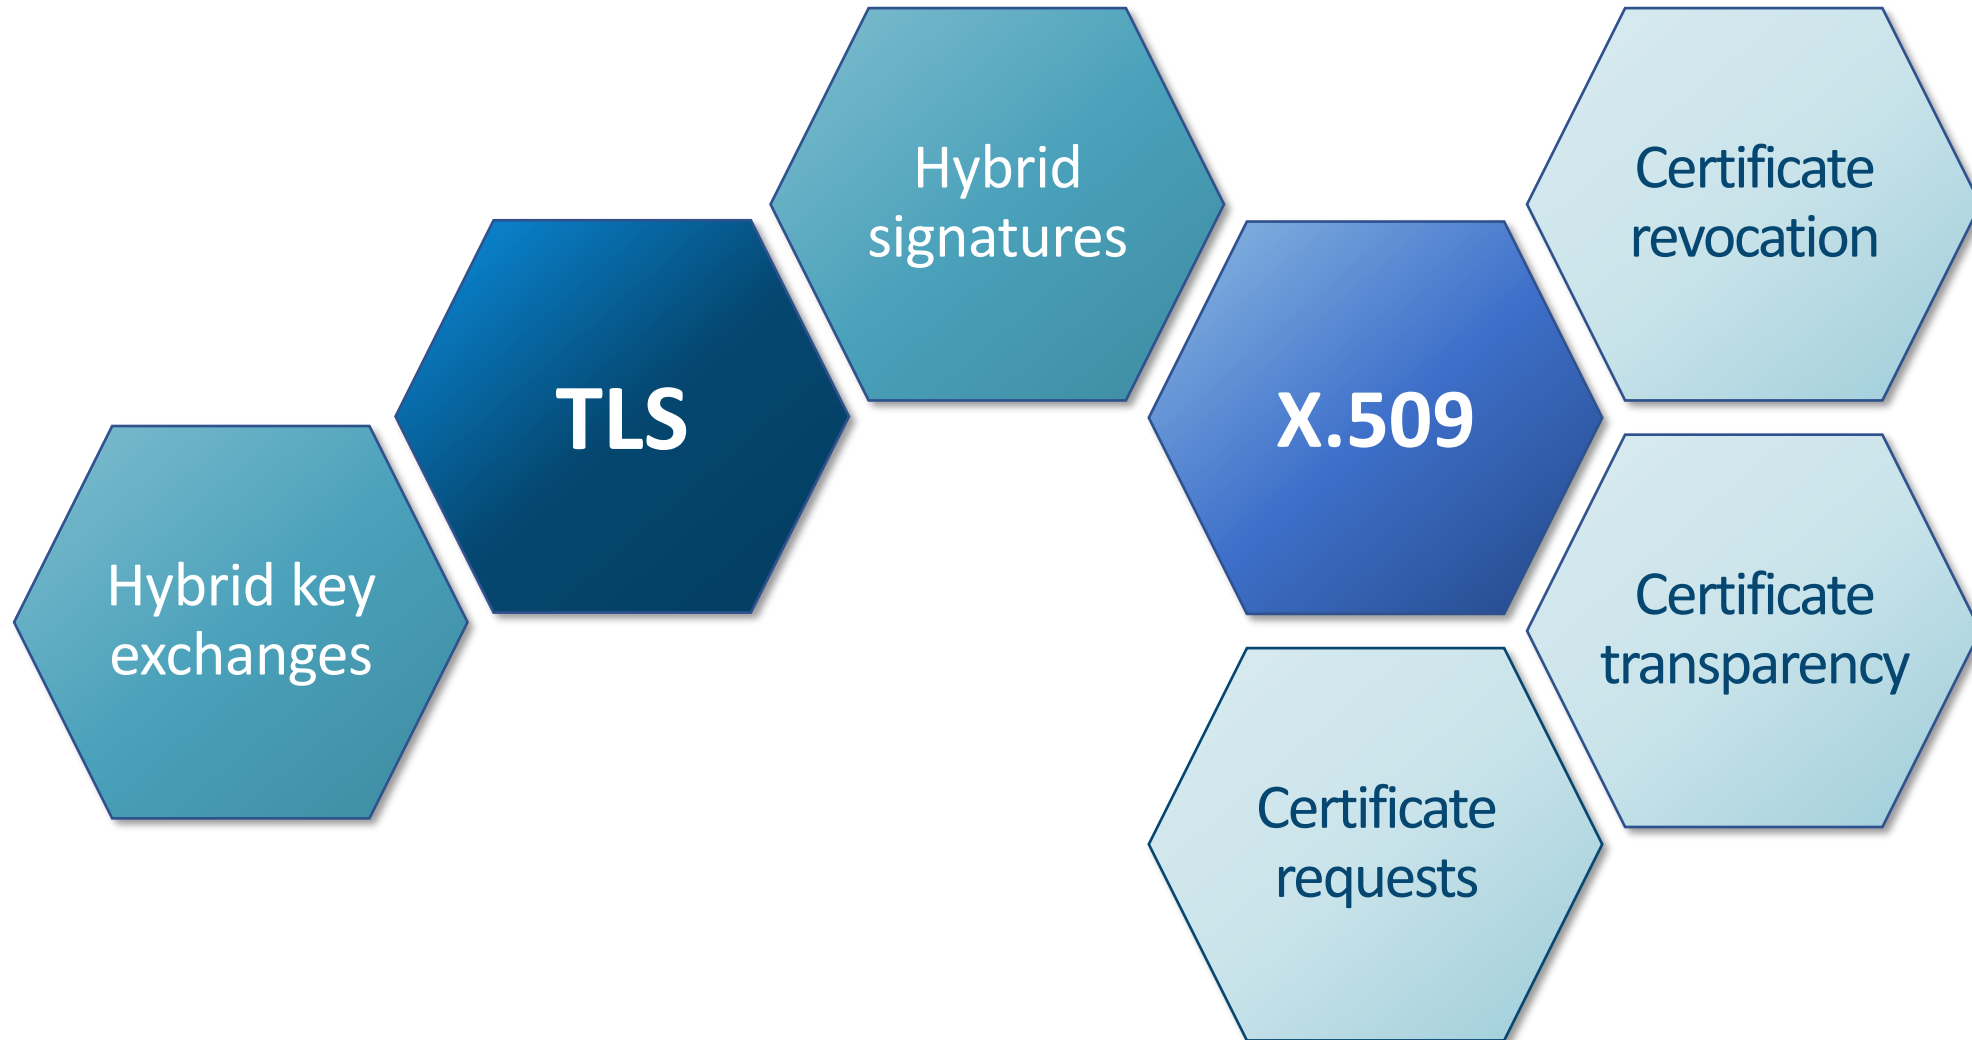 Hybrid key
exchanges
TLS
Hybrid
signatures
X.509
Certificate
revocation
Certificate
transparency
Certificate
requests